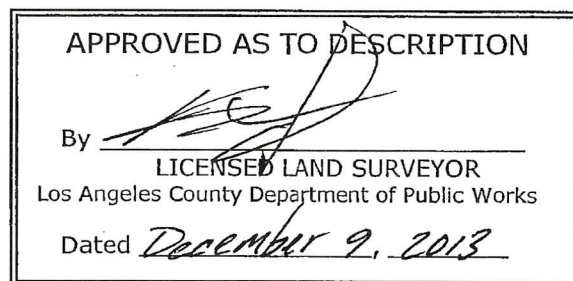 APPROVED AS TO DESCRIPTION
By
LICENSED LAND SURVEYOR
Los Angeles County Department of Public Works
Dated December 9, 2013